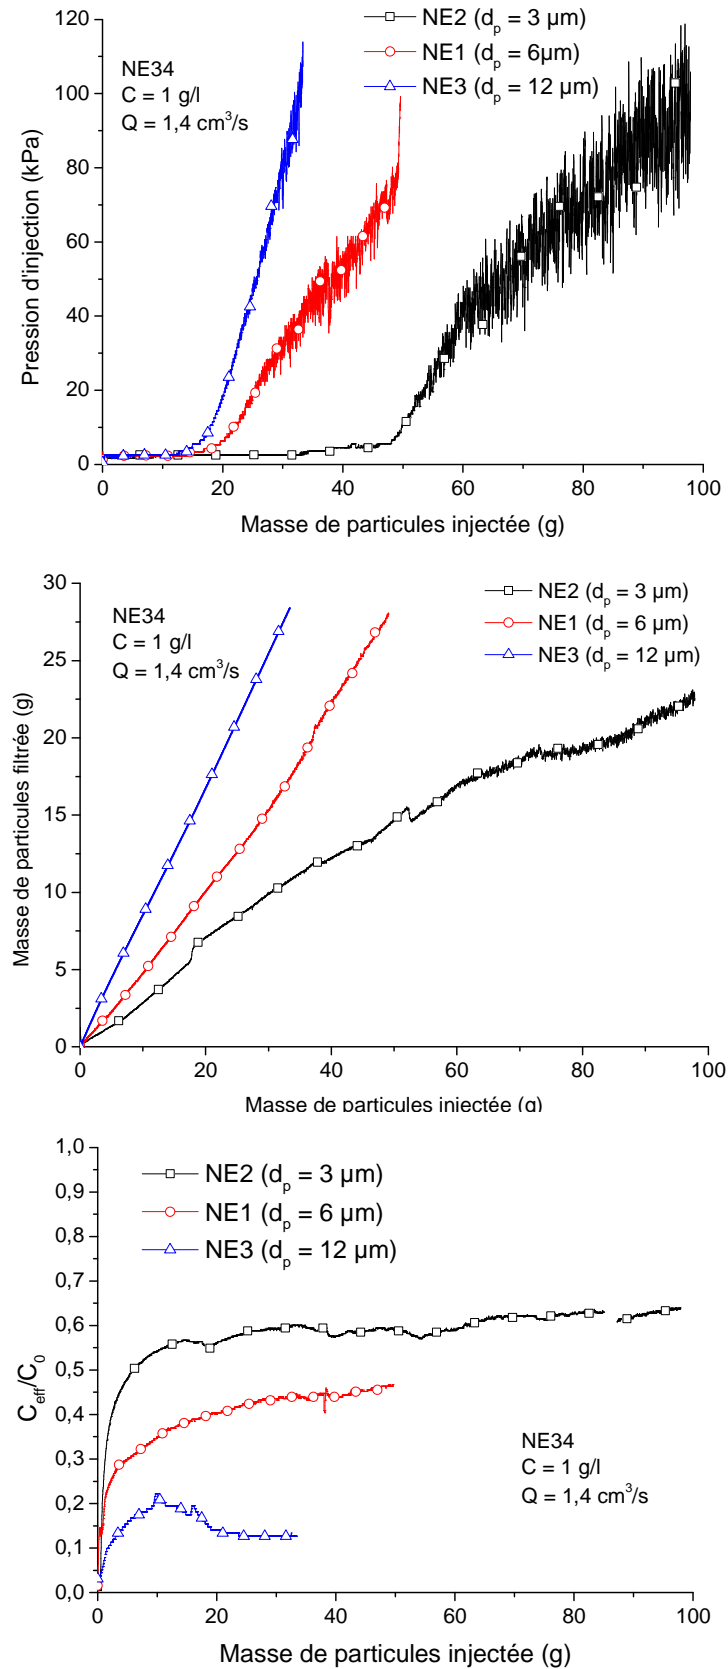 NE2 (dp = 3 µm)
NE1 (dp = 6µm)
NE3 (dp = 12 µm)
NE34
C = 1 g/l
Q = 1,4 cm³/s
Pression d'injection (kPa)
120
100
80
60
40
20
0
0 20 40 60 80 100
Masse de particules injectée (g)
NE34
C = 1 g/l
Q = 1,4 cm³/s
NE2 (dp = 3 µm)
NE1 (dp = 6 µm)
NE3 (dp = 12 µm)
Masse de particules filtrée (g)
30
25
20
15
10
5
0
0 20 40 60 80 100
Masse de particules injectée (g)
NE2 (dp = 3 µm)
NE1 (dp = 6 µm)
NE3 (dp = 12 µm)
Ceff/C0
1,0
0,9
0,8
0,7
0,6
0,5
0,4
0,3
0,2
0,1
0,0
NE34
C = 1 g/l
Q = 1,4 cm³/s
0 20 40 60 80 100
Masse de particules injectée (g)